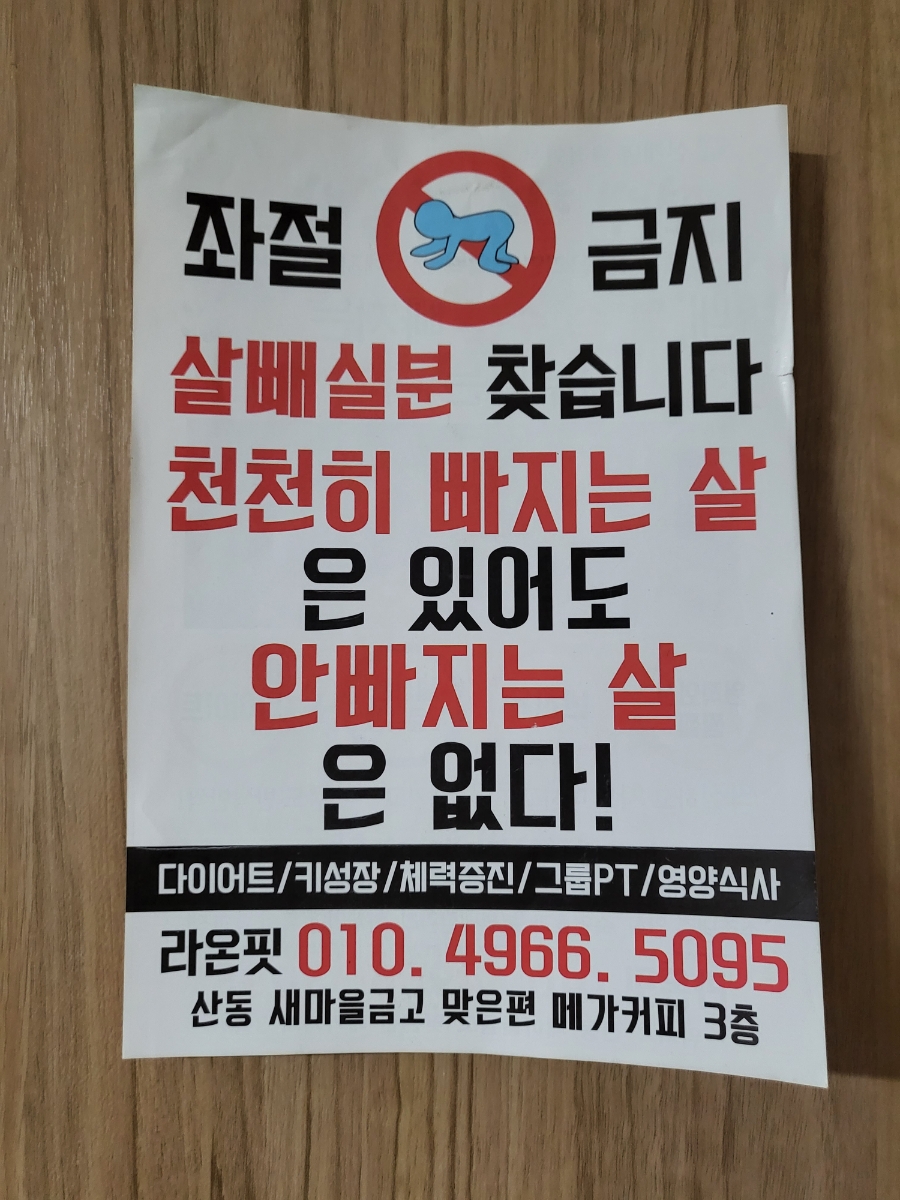 좌절 금지
살빼실분 찾습니다
천천히 빠지는 살
은 있어도
안빠지는 살
은 없다!
다이어트/키성장/체력증진/그룹PT/영양식사
라온핏 010. 4966. 5095
산동 새마을금고 맞은편 메가커피 3층